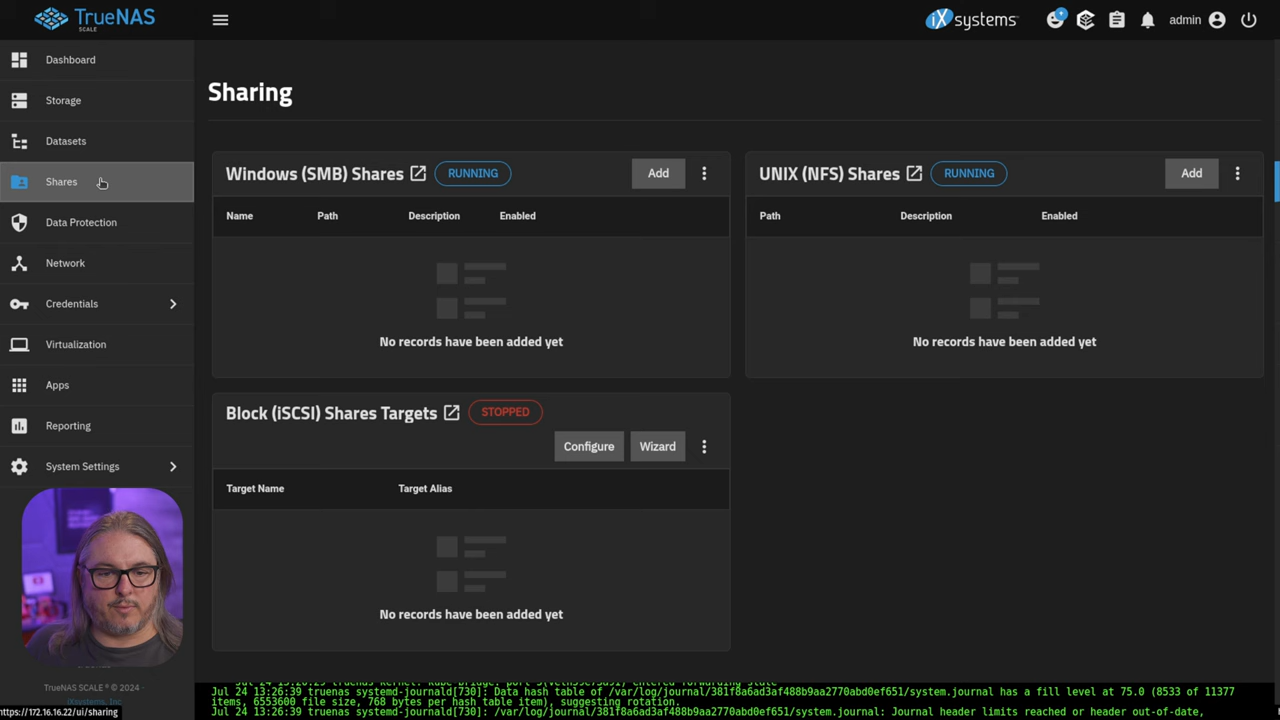 TrueNAS
SCALE
iXsystems
admin
Dashboard
Storage
Datasets
Shares
Data Protection
Network
Credentials
Virtualization
Apps
Reporting
System Settings
TrueNAS SCALE ® © 2024 -
iXsystems, Inc
https://172.16.16.22/ui/sharing
Sharing
Windows (SMB) Shares
RUNNING
Add
Name Path Description Enabled
No records have been added yet
UNIX (NFS) Shares
RUNNING
Add
Path Description Enabled
No records have been added yet
Block (iSCSI) Shares Targets
STOPPED
Configure
Wizard
Target Name Target Alias
No records have been added yet
Jul 24 13:26:39 truenas systemd-journald[730]: Data hash table of /var/log/journal/381f8a6ad3af488b9aa2770abd0ef651/system.journal has a fill level at 75.0 (8533 of 11377
items, 6553600 file size, 768 bytes per hash table item), suggesting rotation.
Jul 24 13:26:39 truenas systemd-journald[730]: /var/log/journal/381f8a6ad3af488b9aa2770abd0ef651/system.journal: Journal header limits reached or header out-of-date,